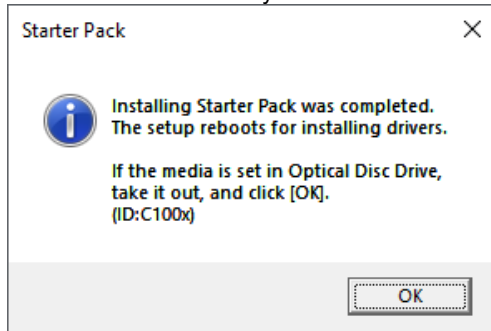 Starter Pack
Installing Starter Pack was completed.
The setup reboots for installing drivers.
If the media is set in Optical Disc Drive,
take it out, and click [OK].
(ID:C100x)
OK